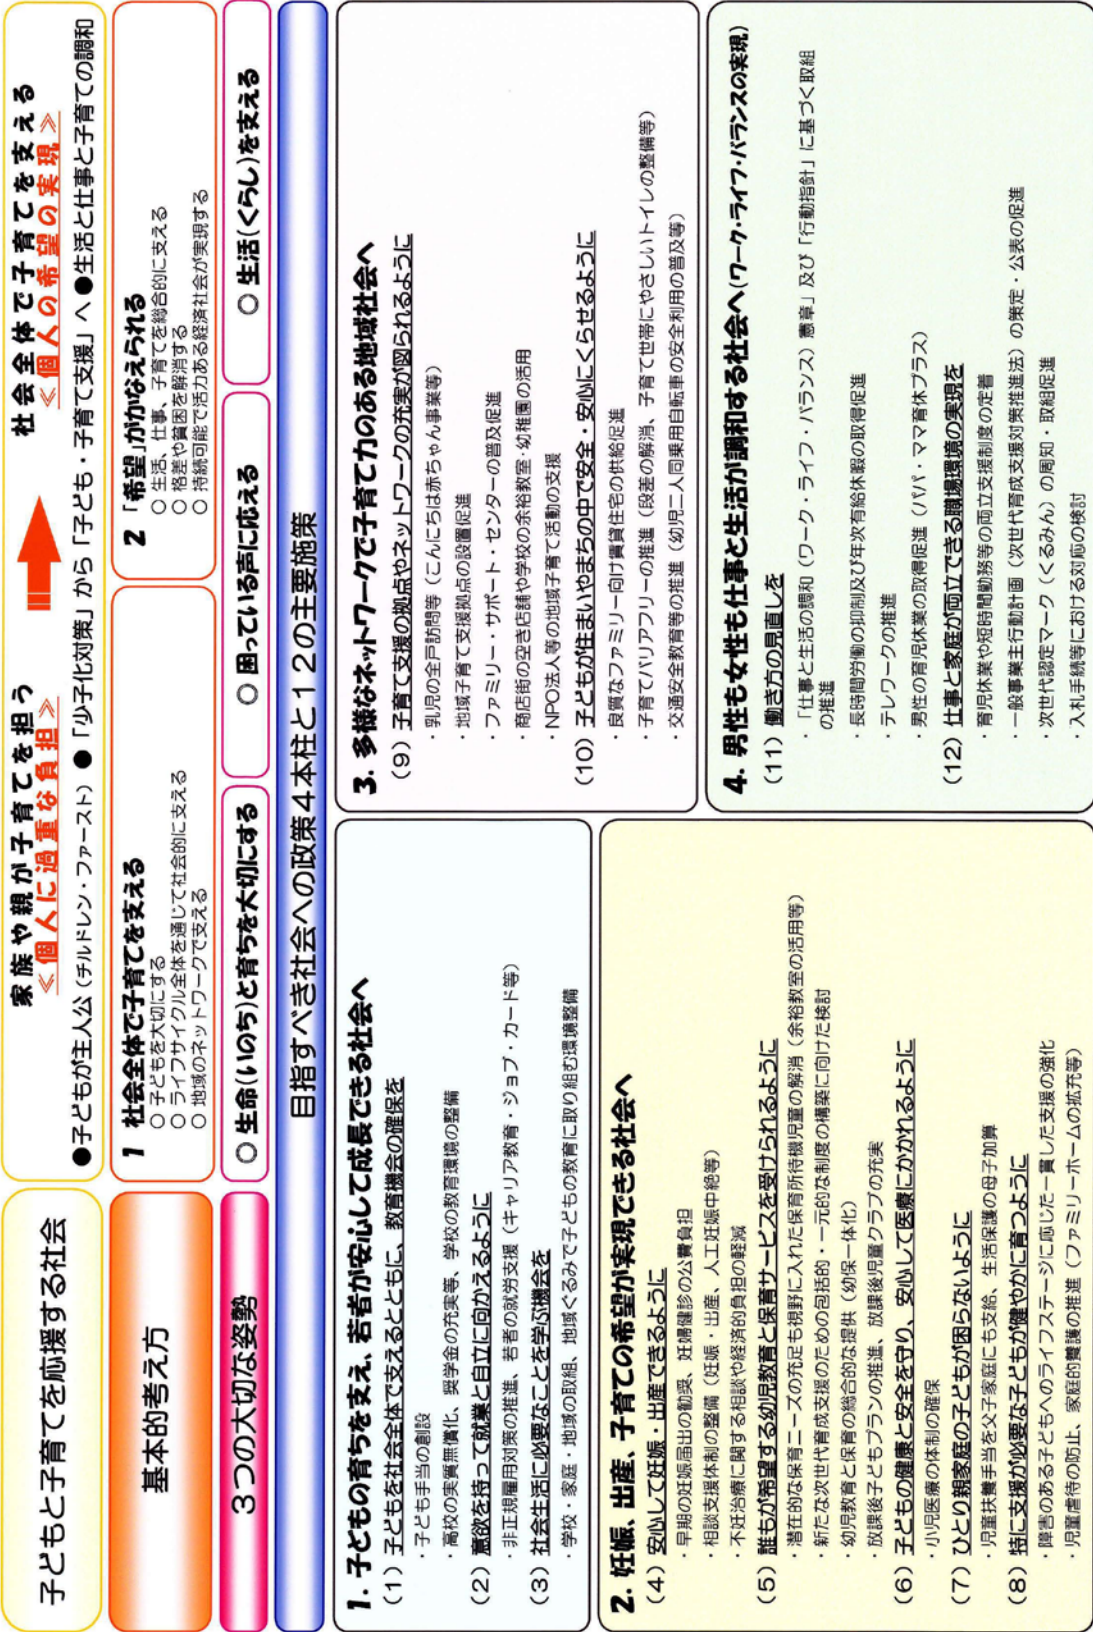 子どもと子育てを応援する社会
家族や親が子育てを担う
≪個人に過重な負担≫
社会全体で子育てを支える
≪個人の希望の実現≫
●子どもが主人公（チルドレン・ファースト）●「少子化対策」から「子ども・子育て支援」へ●生活と仕事と子育ての調和
基本的考え方
1 社会全体で子育てを支える
○子どもを大切にする
○ライフサイクル全体を通じて社会的に支える
○地域のネットワークで支える
2 「希望」がかなえられる
○生活、仕事、子育てを総合的に支える
○格差や貧困を解消する
○持続可能で活力ある経済社会が実現する
3つの大切な姿勢
○生命（いのち）と育ちを大切にする
○困っている声に応える
○生活（くらし）を支える
目指すべき社会への政策4本柱と12の主要施策
1. 子どもの育ちを支え、若者が安心して成長できる社会へ
（1）子どもを社会全体で支えるとともに、教育機会の確保を
・子ども手当の創設
・高校の実質無償化、奨学金の充実等、学校の教育環境の整備
（2）意欲を持って就業と自立に向かえるように
・非正規雇用対策の推進、若者の就労支援（キャリア教育・ジョブ・カード等）
（3）社会生活に必要なことを学ぶ機会を
・学校・家庭・地域の取組、地域ぐるみで子どもの教育に取り組む環境整備
2. 妊娠、出産、子育ての希望が実現できる社会へ
（4）安心して妊娠・出産できるように
・早期の妊娠届出の勧奨、妊婦健診の公費負担
・相談支援体制の整備（妊娠・出産、人工妊娠中絶等）
・不妊治療に関する相談や経済的負担の軽減
（5）誰もが希望する幼児教育と保育サービスを受けられるように
・潜在的な保育ニーズの充足も視野に入れた保育所待機児童の解消（余裕教室の活用等）
・新たな次世代育成支援のための包括的・一元的な制度の構築に向けた検討
・幼児教育と保育の総合的な提供（幼保一体化）
・放課後子どもプランの推進、放課後児童クラブの充実
（6）子どもの健康と安全を守り、安心して医療にかかれるように
・小児医療の体制の確保
（7）ひとり親家庭の子どもが困らないように
・児童扶養手当を父子家庭にも支給、生活保護の母子加算
（8）特に支援が必要な子どもが健やかに育つように
・障害のある子どもへのライフステージに応じた一貫した支援の強化
・児童虐待の防止、家庭的養護の推進（ファミリーホームの拡充等）
3. 多様なネットワークで子育て力のある地域社会へ
（9）子育て支援の拠点やネットワークの充実が図られるように
・乳児の全戸訪問等（こんにちは赤ちゃん事業等）
・地域子育て支援拠点の設置促進
・ファミリー・サポート・センターの普及促進
・商店街の空き店舗や学校の余裕教室・幼稚園の活用
・NPO法人等の地域子育て活動の支援
（10）子どもが住まいやまちの中で安全・安心にくらせるように
・良質なファミリー向け賃貸住宅の供給促進
・子育てバリアフリーの推進（段差の解消、子育て世帯にやさしいトイレの整備等）
・交通安全教育等の推進（幼児二人同乗用自転車の安全利用の普及等）
4. 男性も女性も仕事と生活が調和する社会へ（ワーク・ライフ・バランスの実現）
（11）働き方の見直しを
・「仕事と生活の調和（ワーク・ライフ・バランス）憲章」及び「行動指針」に基づく取組
の推進
・長時間労働の抑制及び年次有給休暇の取得促進
・テレワークの推進
・男性の育児休業の取得促進（パパ・ママ育休プラス）
（12）仕事と家庭が両立できる職場環境の実現を
・育児休業や短時間勤務等の両立支援制度の定着
・一般事業主行動計画（次世代育成支援対策推進法）の策定・公表の促進
・次世代認定マーク（くるみん）の周知・取組促進
・入札手続等における対応の検討